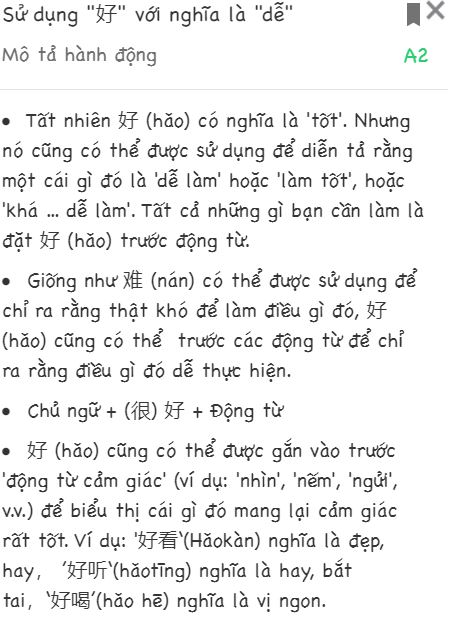 Sử dụng "好" với nghĩa là "dễ"
Mô tả hành động A2
• Tất nhiên 好 (hǎo) có nghĩa là 'tốt'. Nhưng
nó cũng có thể được sử dụng để diễn tả rằng
một cái gì đó là 'dễ làm' hoặc 'làm tốt', hoặc
'khá ... dễ làm'. Tất cả những gì bạn cần làm là
đặt 好 (hǎo) trước động từ.
• Giống như 难 (nán) có thể được sử dụng để
chỉ ra rằng thật khó để làm điều gì đó, 好
(hǎo) cũng có thể trước các động từ để chỉ
ra rằng điều gì đó dễ thực hiện.
• Chủ ngữ + (很) 好 + Động từ
• 好 (hǎo) cũng có thể được gắn vào trước
'động từ cảm giác' (ví dụ: 'nhìn', 'nếm', 'ngửi',
v.v.) để biểu thị cái gì đó mang lại cảm giác
rất tốt. Ví dụ: '好看‘(Hǎokàn) nghĩa là đẹp,
hay， ’好听‘(hǎotīng) nghĩa là hay, bắt
tai，‘好喝’(hǎo hē) nghĩa là vị ngon.